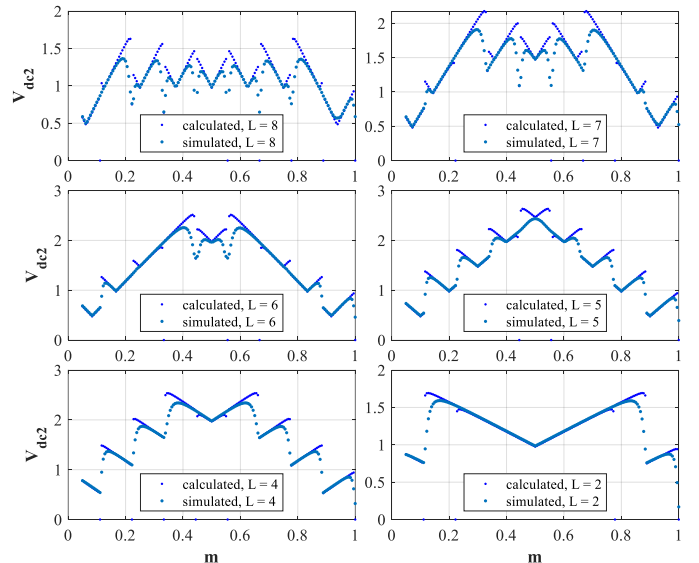 2
1.5
1
0.5
0
V_dc2
calculated, L = 8
simulated, L = 8
0 0.2 0.4 0.6 0.8 1
2
1.5
1
0.5
0
calculated, L = 7
simulated, L = 7
0 0.2 0.4 0.6 0.8 1
3
2
1
0
V_dc2
calculated, L = 6
simulated, L = 6
0 0.2 0.4 0.6 0.8 1
3
2
1
0
calculated, L = 5
simulated, L = 5
0 0.2 0.4 0.6 0.8 1
3
2
1
0
V_dc2
calculated, L = 4
simulated, L = 4
0 0.2 0.4 0.6 0.8 1
m
1.5
1
0.5
0
calculated, L = 2
simulated, L = 2
0 0.2 0.4 0.6 0.8 1
m